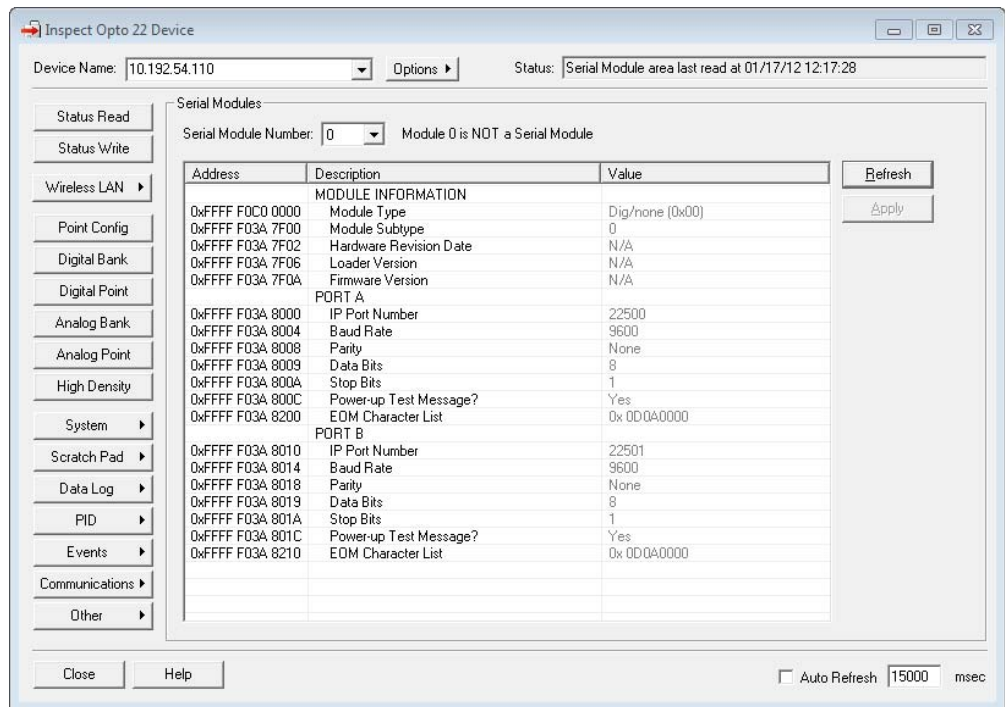 Inspect Opto 22 Device
Device Name: 10.192.54.110 Options Status: Serial Module area last read at 01/17/12 12:17:28
Status Read
Status Write
Wireless LAN
Point Config
Digital Bank
Digital Point
Analog Bank
Analog Point
High Density
System
Scratch Pad
Data Log
PID
Events
Communications
Other
Serial Modules
Serial Module Number: 0 Module 0 is NOT a Serial Module
Address Description Value
MODULE INFORMATION
0xFFFF F0C0 0000 Module Type Dig/none (0x00)
0xFFFF F03A 7F00 Module Subtype 0
0xFFFF F03A 7F02 Hardware Revision Date N/A
0xFFFF F03A 7F06 Loader Version N/A
0xFFFF F03A 7F0A Firmware Version N/A
PORT A
0xFFFF F03A 8000 IP Port Number 22500
0xFFFF F03A 8004 Baud Rate 9600
0xFFFF F03A 8008 Parity None
0xFFFF F03A 8009 Data Bits 8
0xFFFF F03A 800A Stop Bits 1
0xFFFF F03A 800C Power-up Test Message? Yes
0xFFFF F03A 8200 EOM Character List 0x 0D0A0000
PORT B
0xFFFF F03A 8010 IP Port Number 22501
0xFFFF F03A 8014 Baud Rate 9600
0xFFFF F03A 8018 Parity None
0xFFFF F03A 8019 Data Bits 8
0xFFFF F03A 801A Stop Bits 1
0xFFFF F03A 801C Power-up Test Message? Yes
0xFFFF F03A 8210 EOM Character List 0x 0D0A0000
Refresh
Apply
Close Help Auto Refresh 15000 msec